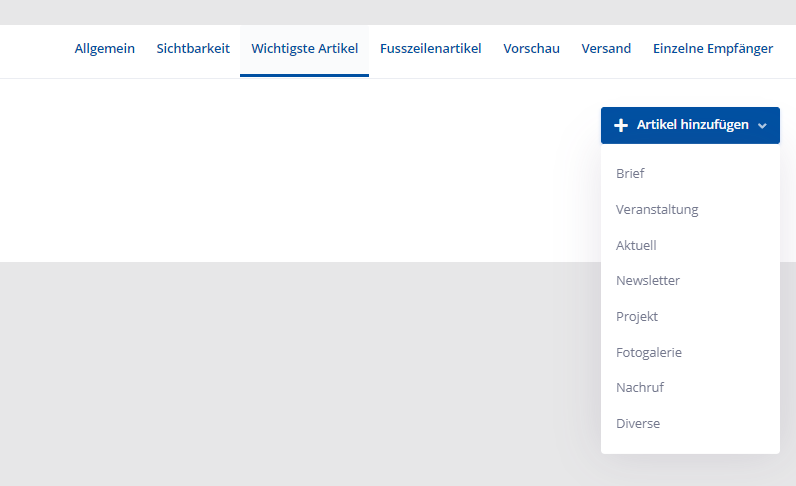 Allgemein Sichtbarkeit Wichtigste Artikel Fusszeilenartikel Vorschau Versand Einzelne Empfänger
Artikel hinzufügen
Brief
Veranstaltung
Aktuell
Newsletter
Projekt
Fotogalerie
Nachruf
Diverse